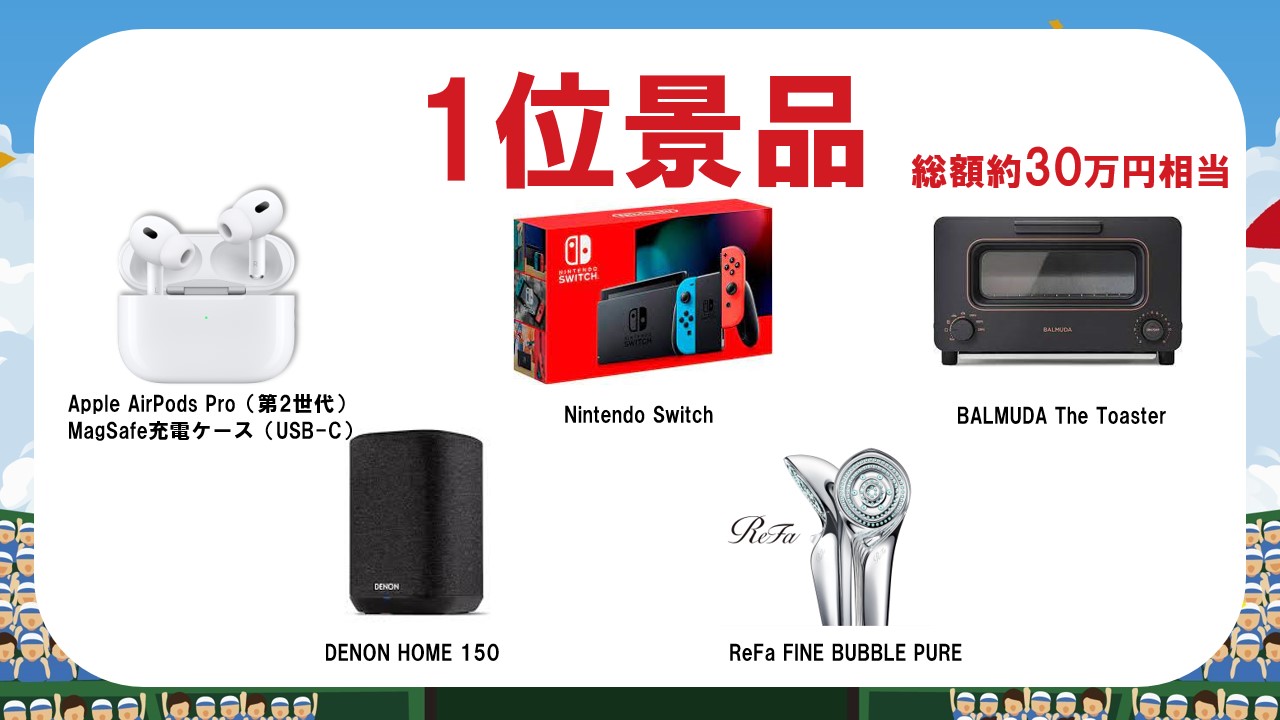 1位景品
総額約30万円相当
NINTENDO
SWITCH
BALMUDA
Apple AirPods Pro（第2世代）
MagSafe充電ケース（USB-C）
Nintendo Switch
BALMUDA The Toaster
DENON
ReFa
DENON HOME 150
ReFa FINE BUBBLE PURE